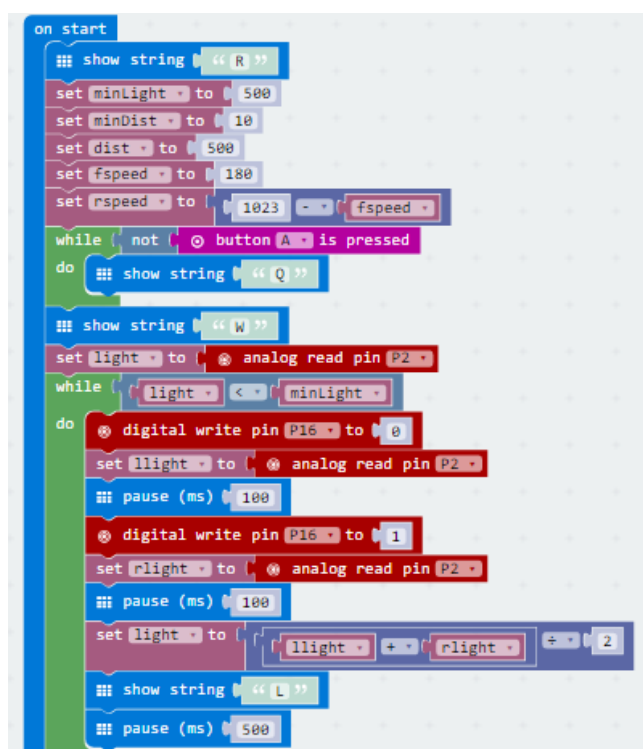 on start
show string “ R ”
set minLight to 500
set minDist to 10
set dist to 500
set fspeed to 180
set rspeed to 1023 - fspeed
while not button A is pressed
do show string “ Q ”
show string “ W ”
set light to analog read pin P2
while light < minLight
do digital write pin P16 to 0
set llight to analog read pin P2
pause (ms) 100
digital write pin P16 to 1
set rlight to analog read pin P2
pause (ms) 100
set light to llight + rlight ÷ 2
show string “ L ”
pause (ms) 500